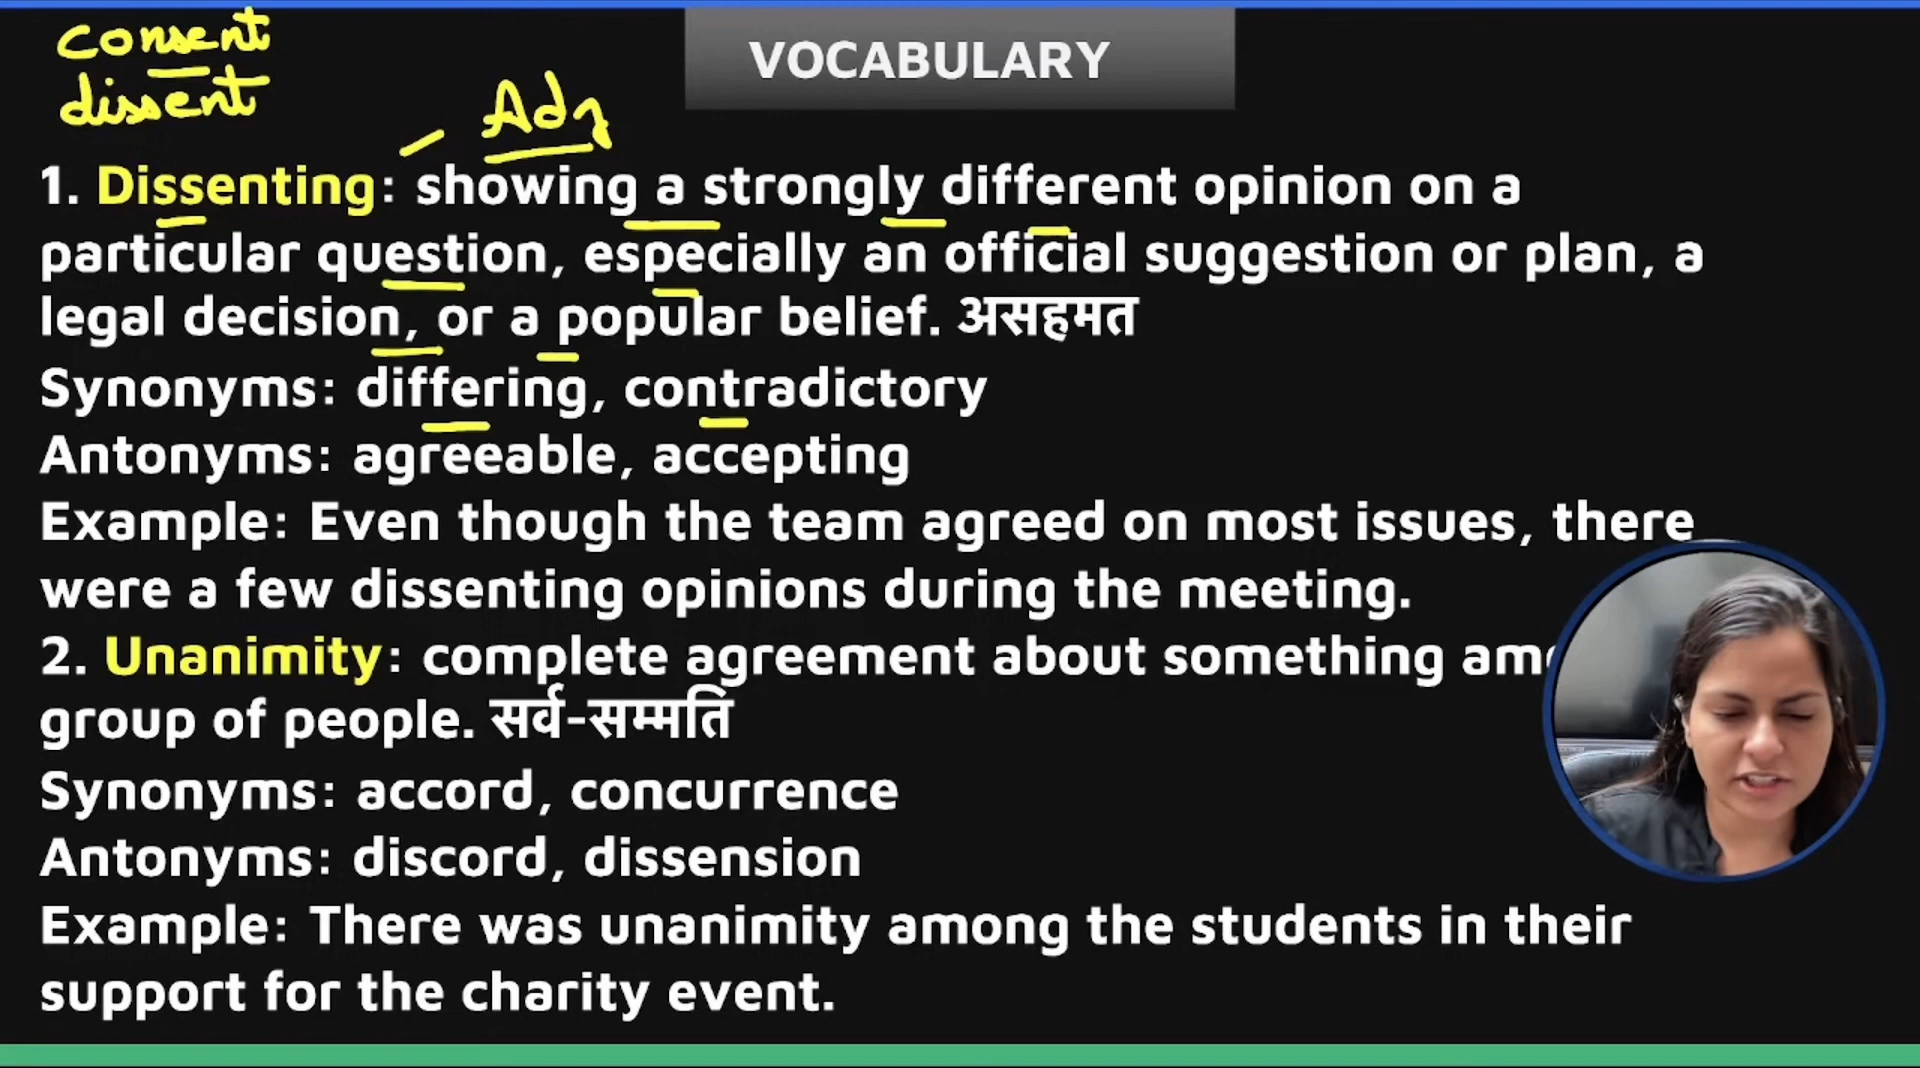 consent
dissent
VOCABULARY
Adj
1. Dissenting: showing a strongly different opinion on a
particular question, especially an official suggestion or plan, a
legal decision, or a popular belief. असहमत
Synonyms: differing, contradictory
Antonyms: agreeable, accepting
Example: Even though the team agreed on most issues, there
were a few dissenting opinions during the meeting.
2. Unanimity: complete agreement about something
group of people. सर्व-सम्मति
Synonyms: accord, concurrence
Antonyms: discord, dissension
Example: There was unanimity among the students in their
support for the charity event.